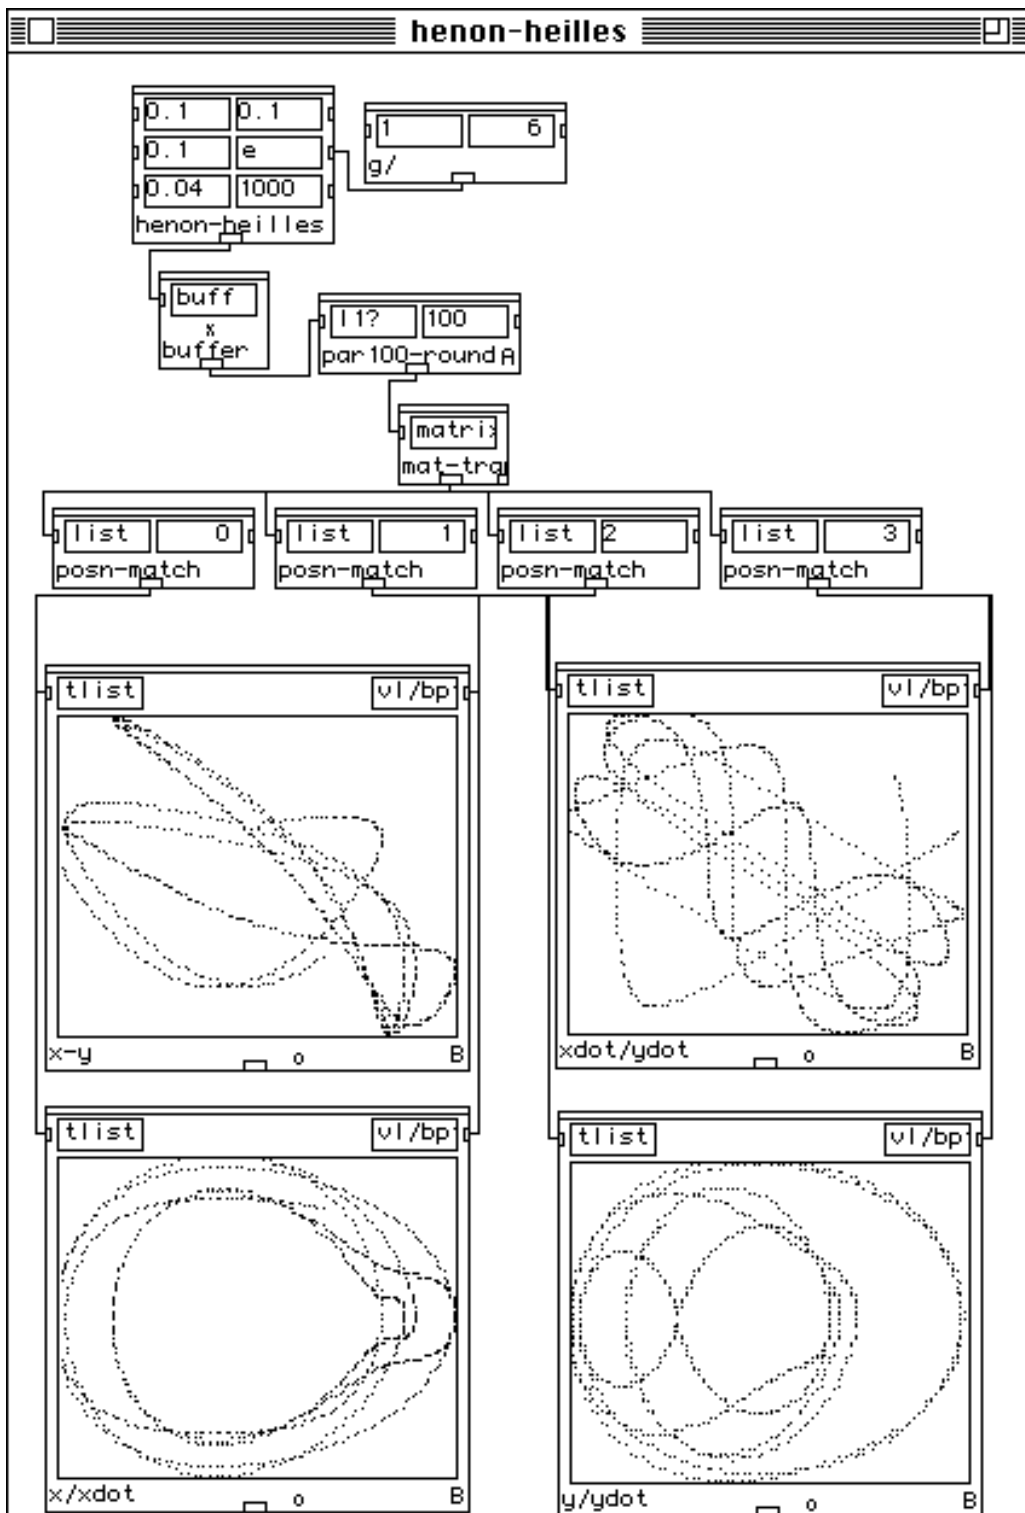 henon-heilles
0.1 0.1
0.1 e
0.04 1000
henon-heilles
1 6
g/
buff
x
buffer
l1? 100
par100-round A
matrix
mat-tra
list 0
posn-match
list 1
posn-match
list 2
posn-match
list 3
posn-match
tlist vl/bp
x-y o B
tlist vl/bp
xdot/ydot o B
tlist vl/bp
x/xdot o B
tlist vl/bp
y/ydot o B